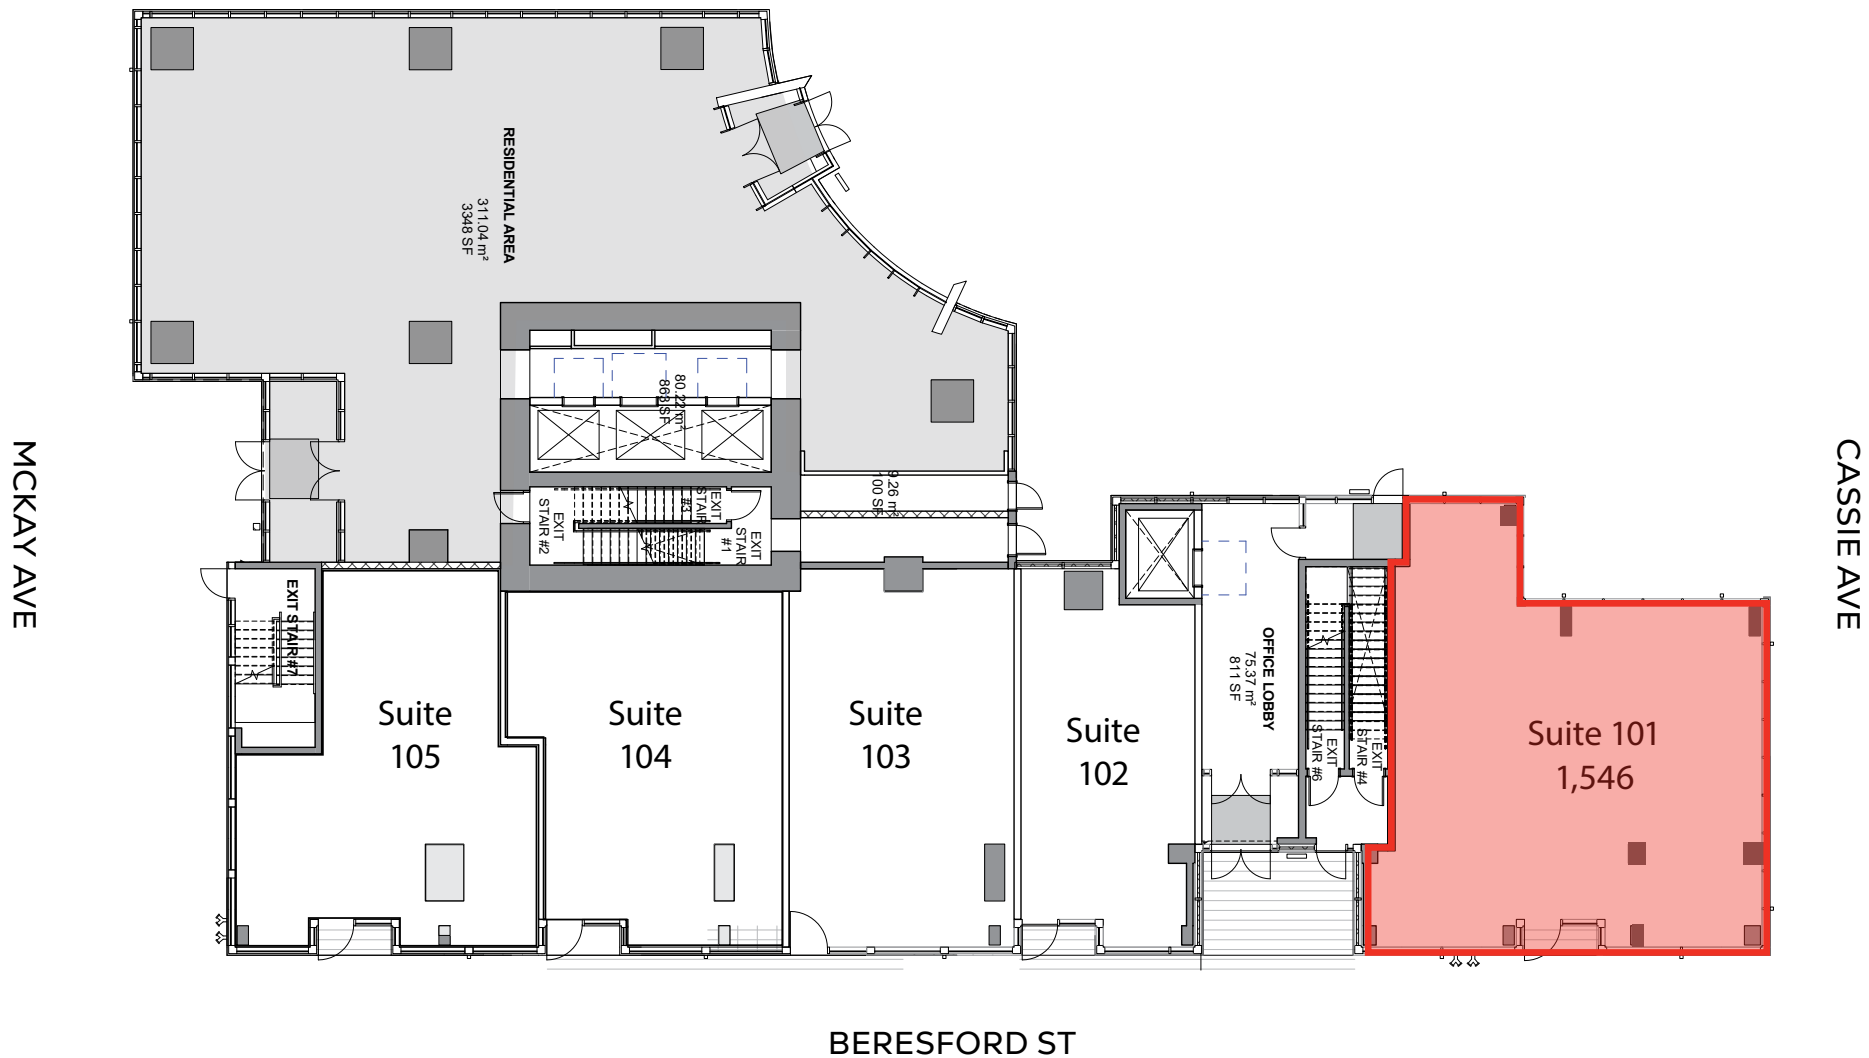 RESIDENTIAL AREA
311.04 m²
3348 SF
80.22 m²
863 SF
9.26 m²
100 SF
EXIT
STAIR #2
EXIT
STAIR
#3
EXIT
STAIR
#1
MCKAY AVE
CASSIE AVE
EXIT STAIR #7
OFFICE LOBBY
75.37 m²
811 SF
EXIT
STAIR #6
EXIT
STAIR #4
Suite
105
Suite
104
Suite
103
Suite
102
Suite 101
1,546
BERESFORD ST